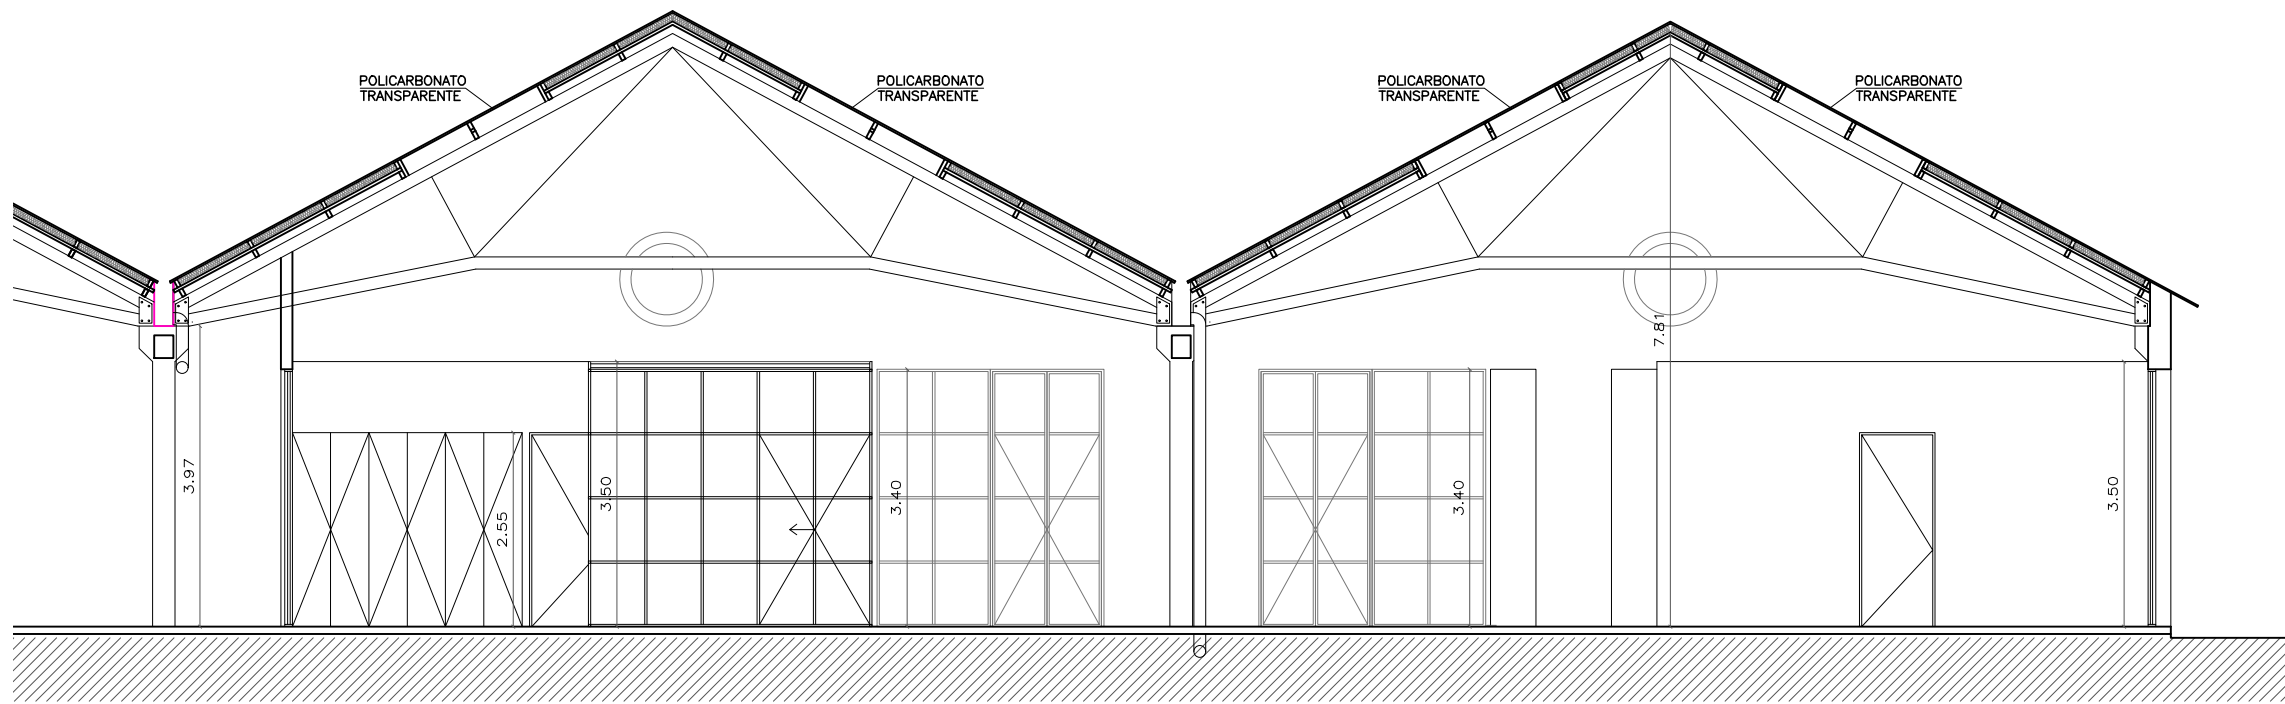 POLICARBONATO
TRANSPARENTE
POLICARBONATO
TRANSPARENTE
POLICARBONATO
TRANSPARENTE
POLICARBONATO
TRANSPARENTE
7.81
3.97
2.55
3.50
3.40
3.40
3.50